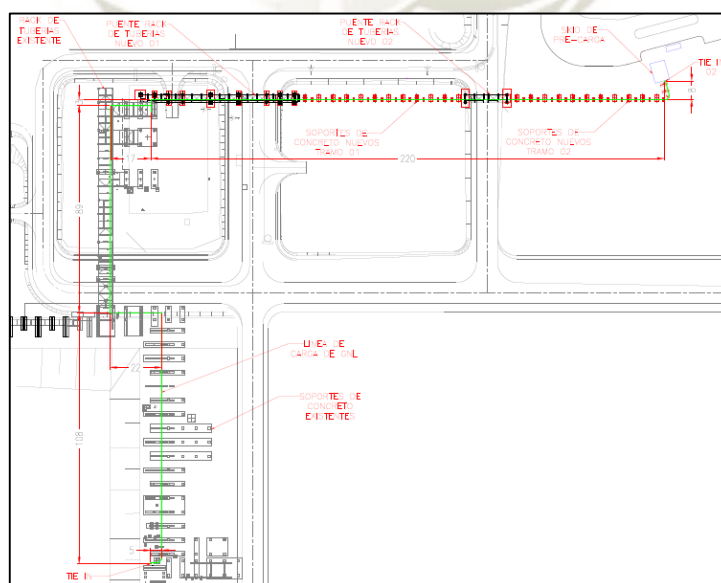 RACK DE
TUBERIAS
EXISTENTE
PUENTE RACK
DE TUBERIAS
NUEVO 01
PUENTE RACK
DE TUBERIAS
NUEVO 02
SKID DE
PRE-CARGA
TIE IN
02
8
17
220
SOPORTES DE
CONCRETO NUEVOS
TRAMO 01
SOPORTES DE
CONCRETO NUEVOS
TRAMO 02
89
22
LINEA DE
CARGA DE GNL
SOPORTES DE
CONCRETO
EXISTENTES
108
5
TIE IN